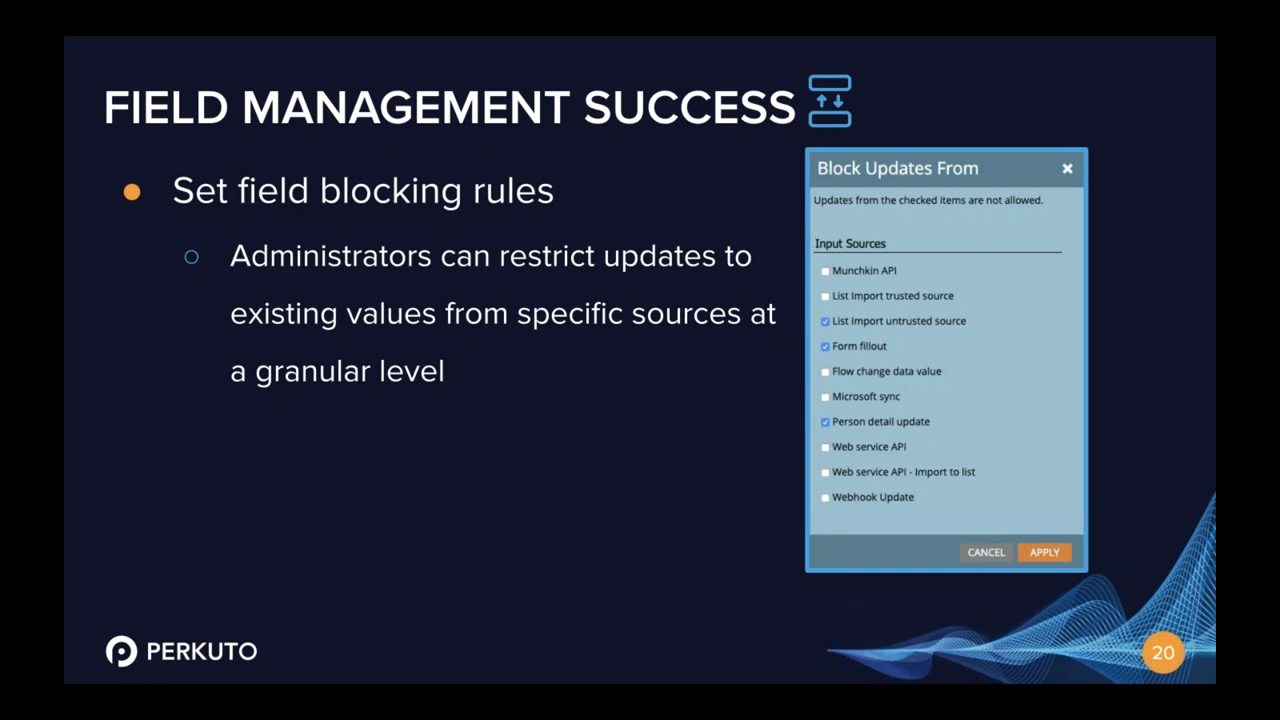 FIELD MANAGEMENT SUCCESS
Set field blocking rules
Administrators can restrict updates to
existing values from specific sources at
a granular level
Block Updates From
Updates from the checked items are not allowed.
Input Sources
Munchkin API
List Import trusted source
List Import untrusted source
Form fillout
Flow change data value
Microsoft sync
Person detail update
Web service API
Web service API - Import to list
Webhook Update
CANCEL APPLY
PERKUTO
20